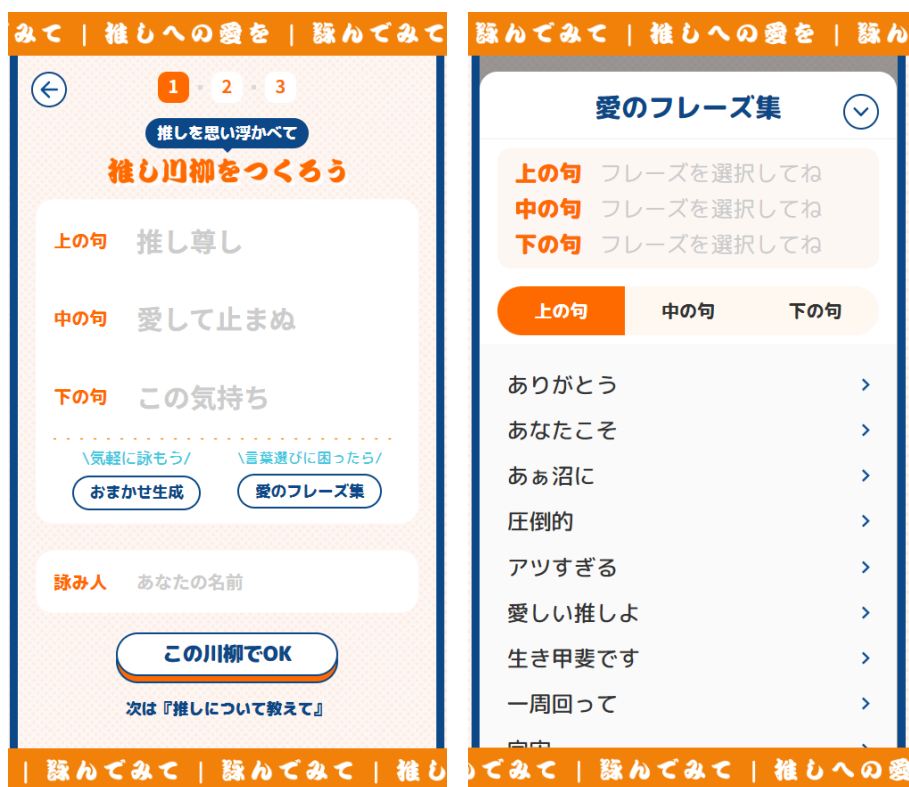 みて | 推しへの愛を | 詠んでみて
1 2 3
推しを思い浮かべて
推し川柳をつくろう
上の句 推し尊し
中の句 愛して止まぬ
下の句 この気持ち
\気軽に詠もう/ \言葉選びに困ったら/
おまかせ生成 愛のフレーズ集
詠み人 あなたの名前
この川柳でOK
次は『推しについて教えて』
| 詠んでみて | 詠んでみて | 推し
詠んでみて | 推しへの愛を | 詠ん
愛のフレーズ集
上の句 フレーズを選択してね
中の句 フレーズを選択してね
下の句 フレーズを選択してね
上の句 中の句 下の句
ありがとう
あなたこそ
あぁ沼に
圧倒的
アツすぎる
愛しい推しよ
生き甲斐です
一周回って
でみて | 詠んでみて | 推しへの愛